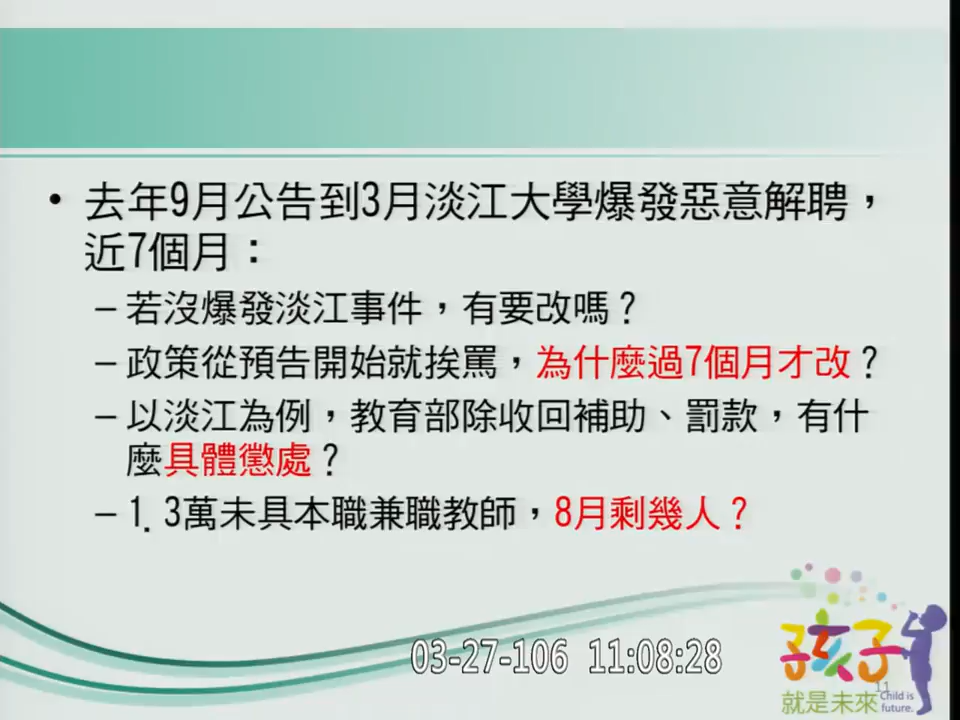 • 去年9月公告到3月淡江大學爆發惡意解聘，
近7個月：
– 若沒爆發淡江事件，有要改嗎？
– 政策從預告開始就挨罵，為什麼過7個月才改？
– 以淡江為例，教育部除收回補助、罰款，有什
麼具體懲處？
– 1.3萬未具本職兼職教師，8月剩幾人？
03-27-106 11:08:28
孩子
就是未來
Child is
future.
11